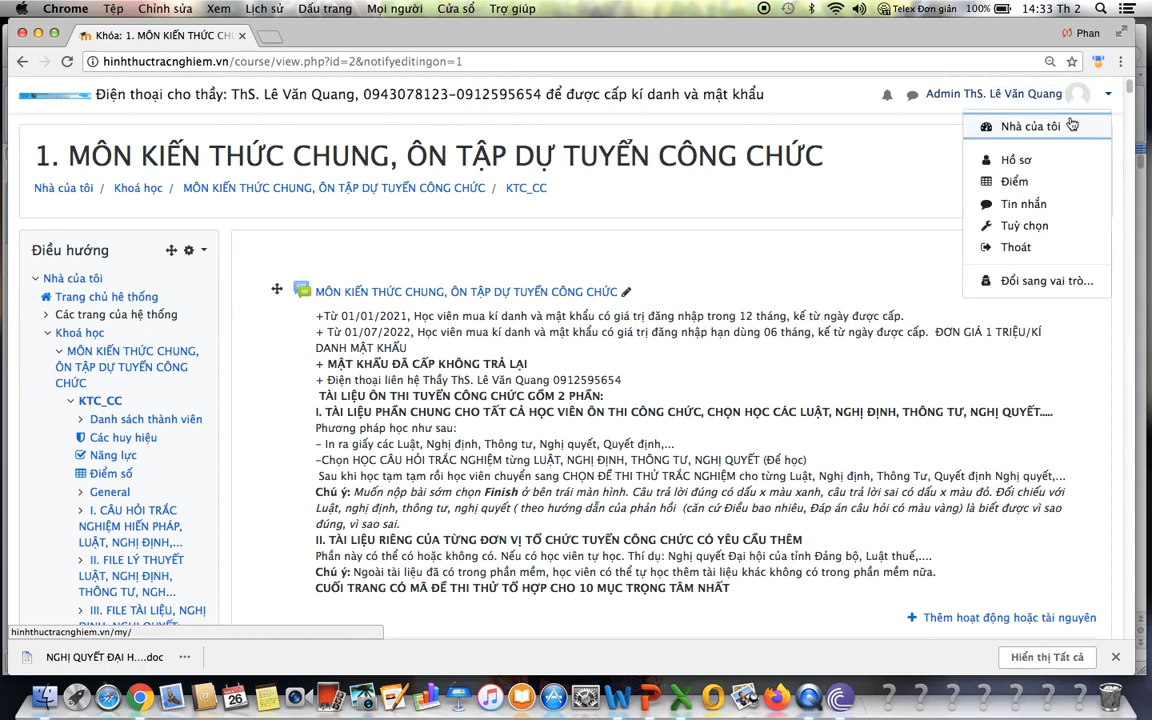 Chrome Tệp Chỉnh sửa Xem Lịch sử Dấu trang Mọi người Cửa sổ Trợ giúp Telex Đơn giản 100% 14:33 Th 2
Khóa: 1. MÔN KIẾN THỨC CH
Phan
hinhthuctracnghiem.vn/course/view.php?id=2&notifyeditingon=1
Điện thoại cho thầy: ThS. Lê Văn Quang, 0943078123-0912595654 để được cấp kí danh và mật khẩu
Admin ThS. Lê Văn Quang
Nhà của tôi
Hồ sơ
Điểm
Tin nhắn
Tuỳ chọn
Thoát
Đổi sang vai trò...
1. MÔN KIẾN THỨC CHUNG, ÔN TẬP DỰ TUYỂN CÔNG CHỨC
Nhà của tôi / Khoá học / MÔN KIẾN THỨC CHUNG, ÔN TẬP DỰ TUYỂN CÔNG CHỨC / KTC_CC
Điều hướng
Nhà của tôi
Trang chủ hệ thống
Các trang của hệ thống
Khoá học
MÔN KIẾN THỨC CHUNG,
ÔN TẬP DỰ TUYỂN CÔNG
CHỨC
KTC_CC
Danh sách thành viên
Các huy hiệu
Năng lực
Điểm số
General
I. CÂU HỎI TRẮC
NGHIỆM HIẾN PHÁP,
LUẬT, NGHỊ ĐỊNH,...
II. FILE LÝ THUYẾT
LUẬT, NGHỊ ĐỊNH,
THÔNG TƯ, NGH...
III. FILE TÀI LIỆU, NGHỊ
MÔN KIẾN THỨC CHUNG, ÔN TẬP DỰ TUYỂN CÔNG CHỨC
+Từ 01/01/2021, Học viên mua kí danh và mật khẩu có giá trị đăng nhập trong 12 tháng, kể từ ngày được cấp.
+ Từ 01/07/2022, Học viên mua kí danh và mật khẩu có giá trị đăng nhập hạn dùng 06 tháng, kể từ ngày được cấp. ĐƠN GIÁ 1 TRIỆU/KÍ
DANH MẬT KHẨU
+ MẬT KHẨU ĐÃ CẤP KHÔNG TRẢ LẠI
+ Điện thoại liên hệ Thầy ThS. Lê Văn Quang 0912595654
TÀI LIỆU ÔN THI TUYỂN CÔNG CHỨC GỒM 2 PHẦN:
I. TÀI LIỆU PHẦN CHUNG CHO TẤT CẢ HỌC VIÊN ÔN THI CÔNG CHỨC, CHỌN HỌC CÁC LUẬT, NGHỊ ĐỊNH, THÔNG TƯ, NGHỊ QUYẾT.....
Phương pháp học như sau:
- In ra giấy các Luật, Nghị định, Thông tư, Nghị quyết, Quyết định,...
-Chọn HỌC CÂU HỎI TRẮC NGHIỆM từng LUẬT, NGHỊ ĐỊNH, THÔNG TƯ, NGHỊ QUYẾT (Để học)
Sau khi học tạm tạm rồi học viên chuyển sang CHỌN ĐỀ THI THỬ TRẮC NGHIỆM cho từng Luật, Nghị định, Thông Tư, Quyết định Nghị quyết,...
Chú ý: Muốn nộp bài sớm chọn Finish ở bên trái màn hình. Câu trả lời đúng có dấu x màu xanh, câu trả lời sai có dấu x màu đỏ. Đối chiếu với
Luật, nghị định, thông tư, nghị quyết ( theo hướng dẫn của phản hồi (căn cứ Điều bao nhiêu, Đáp án câu hỏi có màu vàng) là biết được vì sao
đúng, vì sao sai.
II. TÀI LIỆU RIÊNG CỦA TỪNG ĐƠN VỊ TỔ CHỨC TUYỂN CÔNG CHỨC CÓ YÊU CẦU THÊM
Phần này có thể có hoặc không có. Nếu có học viên tự học. Thí dụ: Nghị quyết Đại hội của tỉnh Đảng bộ, Luật thuế,....
Chú ý: Ngoài tài liệu đã có trong phần mềm, học viên có thể tự học thêm tài liệu khác không có trong phần mềm nữa.
CUỐI TRANG CÓ MÃ ĐỀ THI THỬ TỔ HỢP CHO 10 MỤC TRỌNG TÂM NHẤT
Thêm hoạt động hoặc tài nguyên
hinhthuctracnghiem.vn/my/
NGHỊ QUYẾT ĐẠI H....doc
Hiển thị Tất cả
26